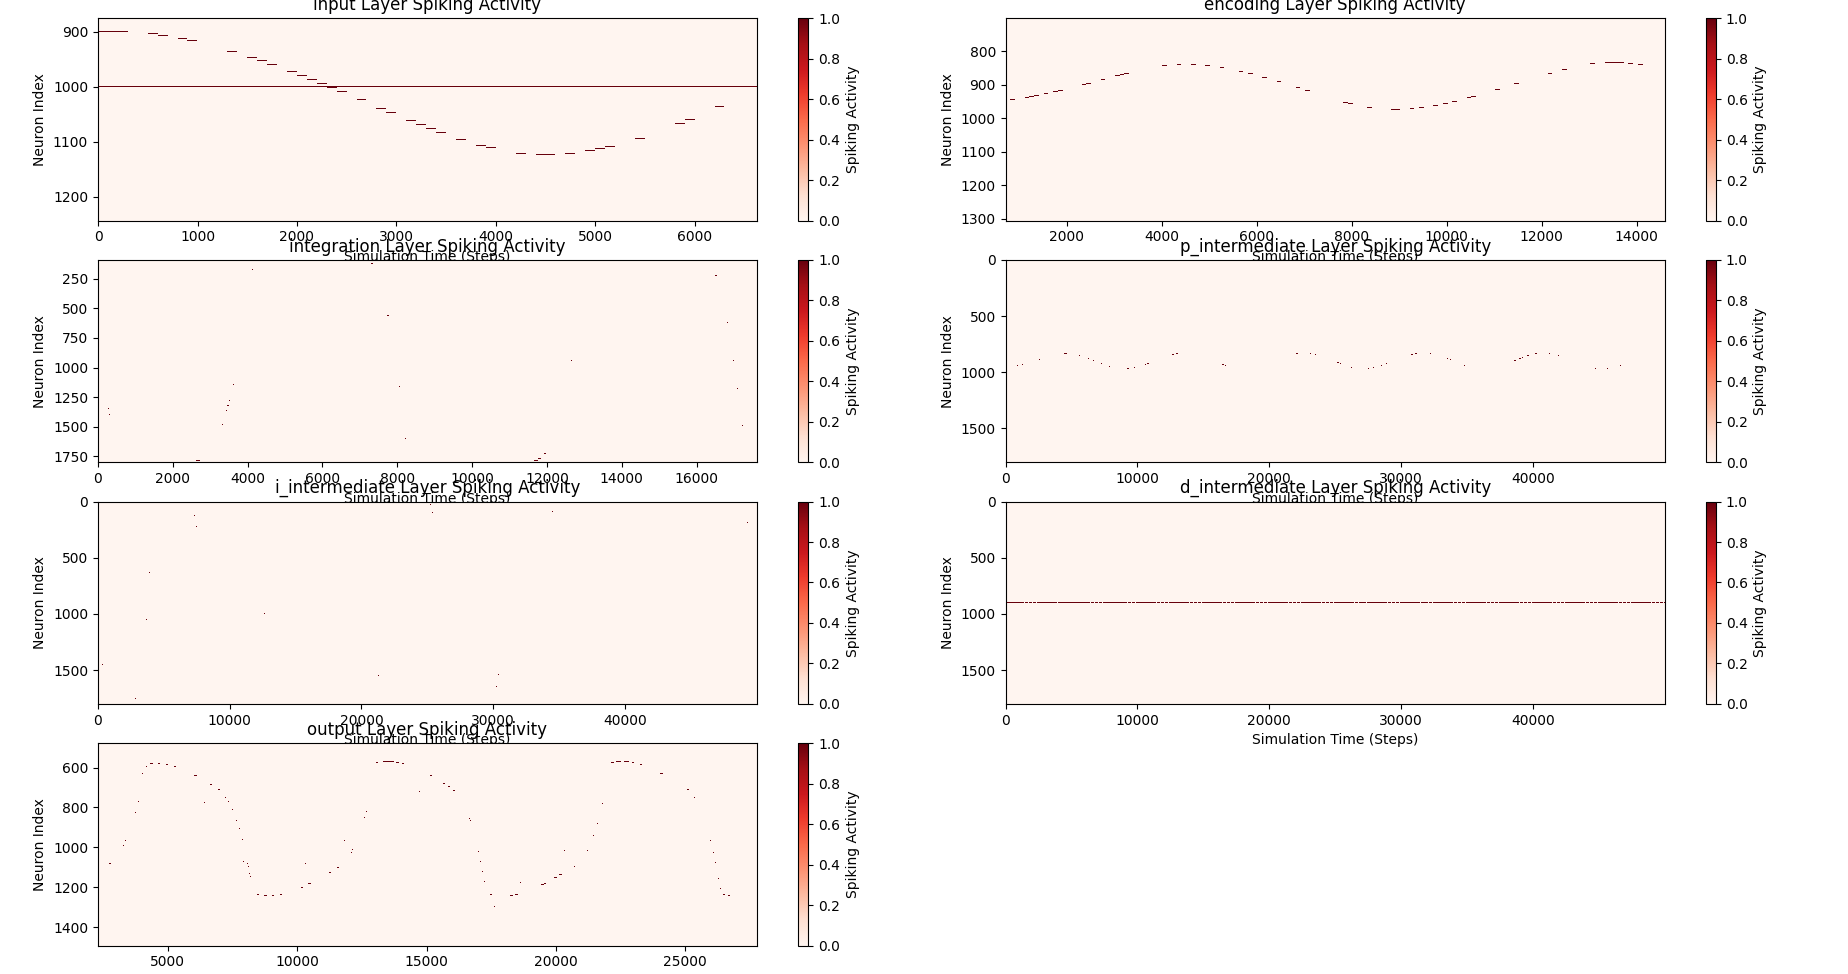 input Layer Spiking Activity
Neuron Index
900
1000
1100
1200
0 1000 2000 3000 4000 5000 6000
Simulation Time (Steps)
1.0
0.8
0.6
0.4
0.2
0.0
Spiking Activity
encoding Layer Spiking Activity
Neuron Index
800
900
1000
1100
1200
1300
2000 4000 6000 8000 10000 12000 14000
Simulation Time (Steps)
1.0
0.8
0.6
0.4
0.2
0.0
Spiking Activity
integration Layer Spiking Activity
Neuron Index
250
500
750
1000
1250
1500
1750
0 2000 4000 6000 8000 10000 12000 14000 16000
Simulation Time (Steps)
1.0
0.8
0.6
0.4
0.2
0.0
Spiking Activity
p_intermediate Layer Spiking Activity
Neuron Index
0
500
1000
1500
0 10000 20000 30000 40000
Simulation Time (Steps)
1.0
0.8
0.6
0.4
0.2
0.0
Spiking Activity
i_intermediate Layer Spiking Activity
Neuron Index
0
500
1000
1500
0 10000 20000 30000 40000
Simulation Time (Steps)
1.0
0.8
0.6
0.4
0.2
0.0
Spiking Activity
d_intermediate Layer Spiking Activity
Neuron Index
0
500
1000
1500
0 10000 20000 30000 40000
Simulation Time (Steps)
1.0
0.8
0.6
0.4
0.2
0.0
Spiking Activity
output Layer Spiking Activity
Neuron Index
600
800
1000
1200
1400
5000 10000 15000 20000 25000
1.0
0.8
0.6
0.4
0.2
0.0
Spiking Activity